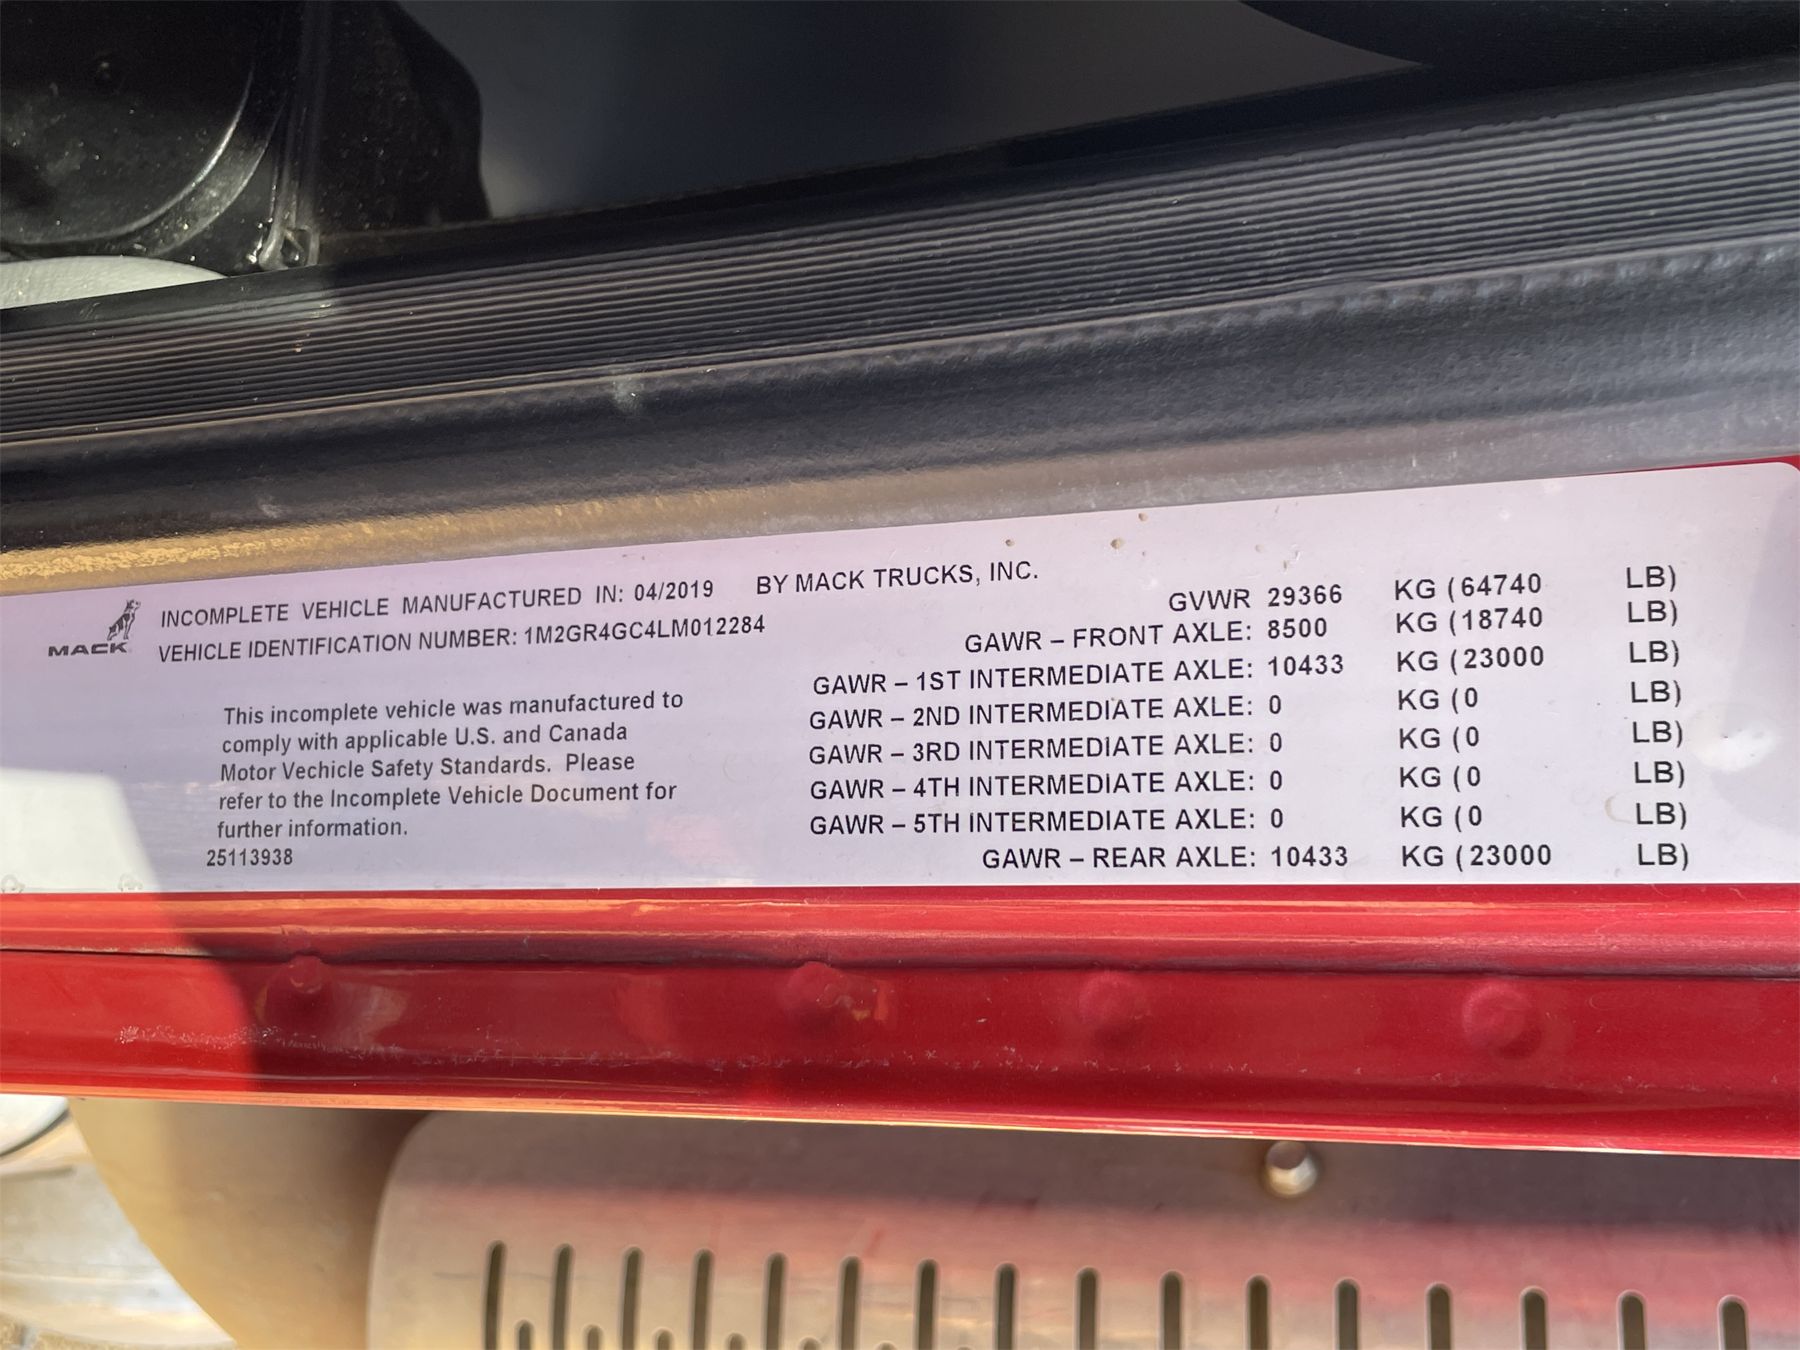 MACK
INCOMPLETE VEHICLE MANUFACTURED IN: 04/2019 BY MACK TRUCKS, INC.
VEHICLE IDENTIFICATION NUMBER: 1M2GR4GC4LM012284
This incomplete vehicle was manufactured to
comply with applicable U.S. and Canada
Motor Vechicle Safety Standards. Please
refer to the Incomplete Vehicle Document for
further information.
25113938
GVWR 29366 KG (64740 LB)
GAWR – FRONT AXLE: 8500 KG (18740 LB)
GAWR – 1ST INTERMEDIATE AXLE: 10433 KG (23000 LB)
GAWR – 2ND INTERMEDIATE AXLE: 0 KG (0 LB)
GAWR – 3RD INTERMEDIATE AXLE: 0 KG (0 LB)
GAWR – 4TH INTERMEDIATE AXLE: 0 KG (0 LB)
GAWR – 5TH INTERMEDIATE AXLE: 0 KG (0 LB)
GAWR – REAR AXLE: 10433 KG (23000 LB)